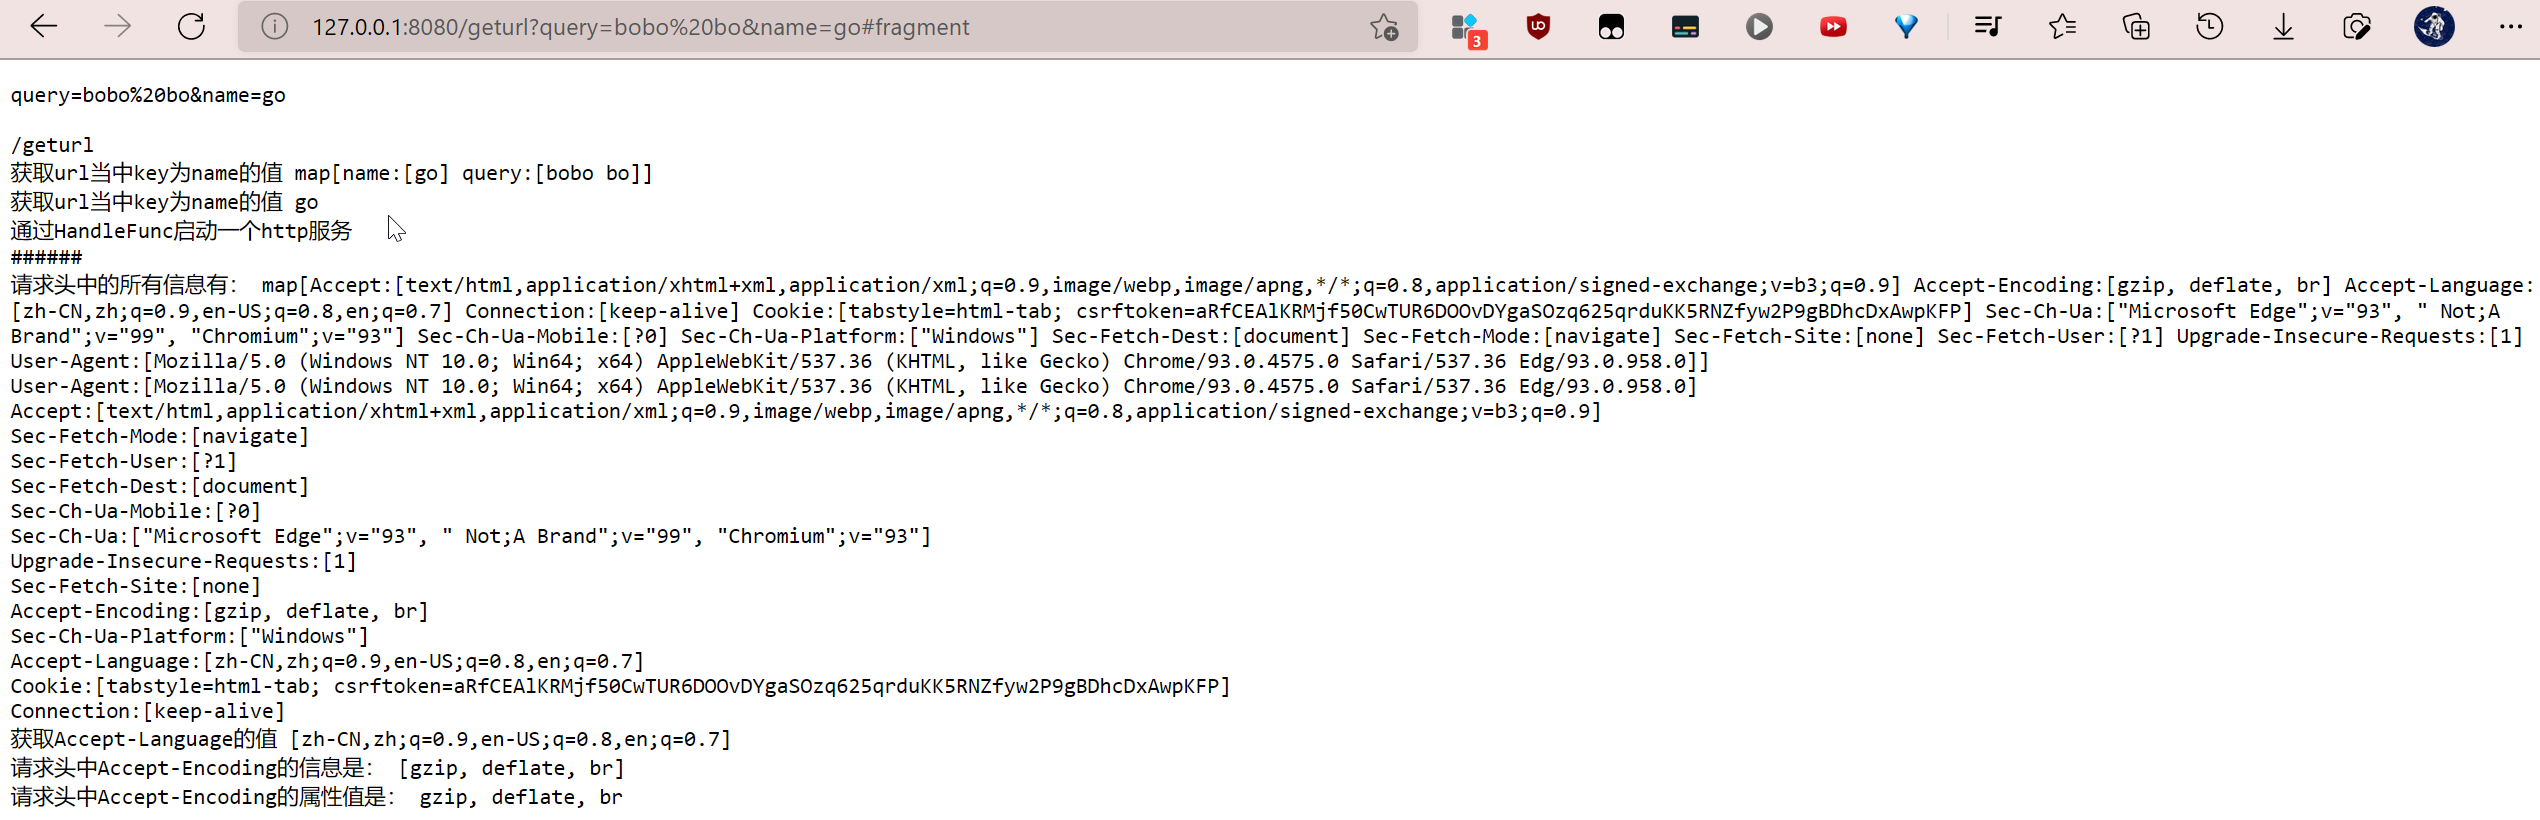 127.0.0.1:8080/geturl?query=bobo%20bo&name=go#fragment
3
query=bobo%20bo&name=go
/geturl
获取url当中key为name的值 map[name:[go] query:[bobo bo]]
获取url当中key为name的值 go
通过HandleFunc启动一个http服务
######
请求头中的所有信息有： map[Accept:[text/html,application/xhtml+xml,application/xml;q=0.9,image/webp,image/apng,*/*;q=0.8,application/signed-exchange;v=b3;q=0.9] Accept-Encoding:[gzip, deflate, br] Accept-Language:
[zh-CN,zh;q=0.9,en-US;q=0.8,en;q=0.7] Connection:[keep-alive] Cookie:[tabstyle=html-tab; csrftoken=aRfCEAlKRMjf50CwTUR6DOOvDYgaSOzq625qrduKK5RNZfyw2P9gBDhcDxAwpKFP] Sec-Ch-Ua:["Microsoft Edge";v="93", " Not;A
Brand";v="99", "Chromium";v="93"] Sec-Ch-Ua-Mobile:[?0] Sec-Ch-Ua-Platform:["Windows"] Sec-Fetch-Dest:[document] Sec-Fetch-Mode:[navigate] Sec-Fetch-Site:[none] Sec-Fetch-User:[?1] Upgrade-Insecure-Requests:[1]
User-Agent:[Mozilla/5.0 (Windows NT 10.0; Win64; x64) AppleWebKit/537.36 (KHTML, like Gecko) Chrome/93.0.4575.0 Safari/537.36 Edg/93.0.958.0]]
User-Agent:[Mozilla/5.0 (Windows NT 10.0; Win64; x64) AppleWebKit/537.36 (KHTML, like Gecko) Chrome/93.0.4575.0 Safari/537.36 Edg/93.0.958.0]
Accept:[text/html,application/xhtml+xml,application/xml;q=0.9,image/webp,image/apng,*/*;q=0.8,application/signed-exchange;v=b3;q=0.9]
Sec-Fetch-Mode:[navigate]
Sec-Fetch-User:[?1]
Sec-Fetch-Dest:[document]
Sec-Ch-Ua-Mobile:[?0]
Sec-Ch-Ua:["Microsoft Edge";v="93", " Not;A Brand";v="99", "Chromium";v="93"]
Upgrade-Insecure-Requests:[1]
Sec-Fetch-Site:[none]
Accept-Encoding:[gzip, deflate, br]
Sec-Ch-Ua-Platform:["Windows"]
Accept-Language:[zh-CN,zh;q=0.9,en-US;q=0.8,en;q=0.7]
Cookie:[tabstyle=html-tab; csrftoken=aRfCEAlKRMjf50CwTUR6DOOvDYgaSOzq625qrduKK5RNZfyw2P9gBDhcDxAwpKFP]
Connection:[keep-alive]
获取Accept-Language的值 [zh-CN,zh;q=0.9,en-US;q=0.8,en;q=0.7]
请求头中Accept-Encoding的信息是： [gzip, deflate, br]
请求头中Accept-Encoding的属性值是： gzip, deflate, br